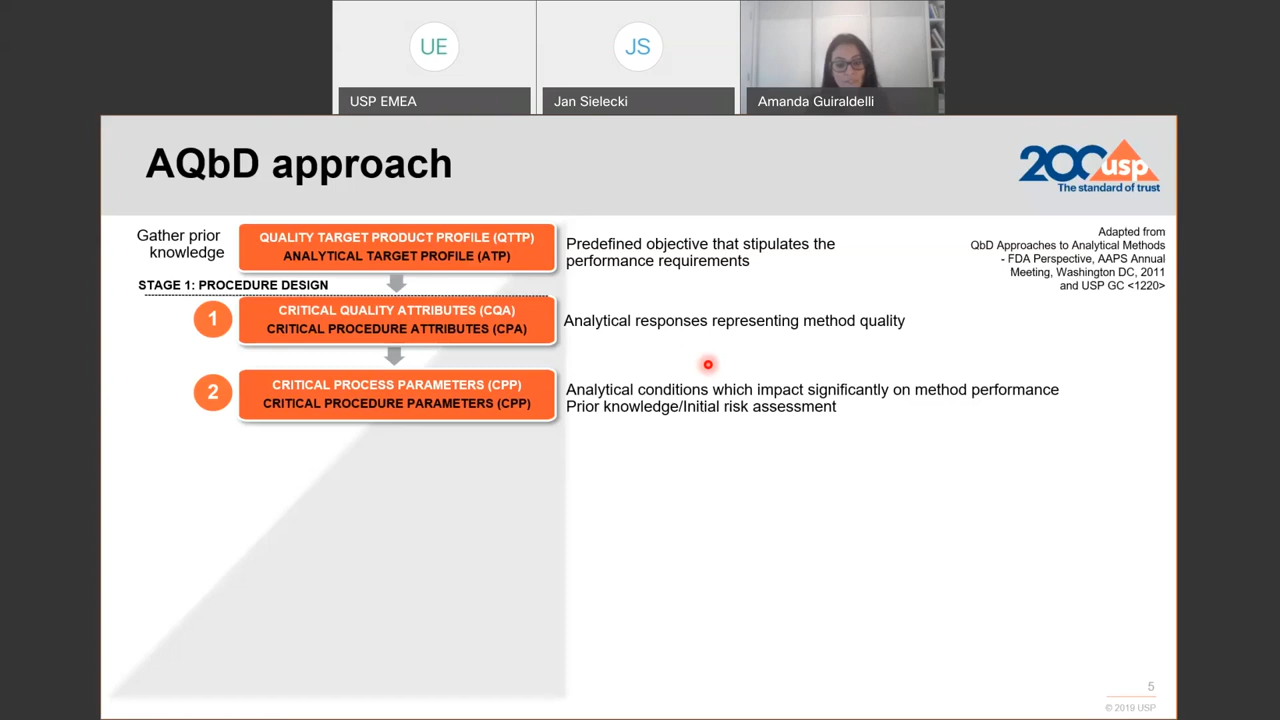 UE
JS
USP EMEA
Jan Sielecki
Amanda Guiraldelli
AQbD approach
200 usp
The standard of trust
Gather prior
knowledge
QUALITY TARGET PRODUCT PROFILE (QTTP)
ANALYTICAL TARGET PROFILE (ATP)
Predefined objective that stipulates the
performance requirements
Adapted from
QbD Approaches to Analytical Methods
- FDA Perspective, AAPS Annual
Meeting, Washington DC, 2011
and USP GC <1220>
STAGE 1: PROCEDURE DESIGN
1
CRITICAL QUALITY ATTRIBUTES (CQA)
CRITICAL PROCEDURE ATTRIBUTES (CPA)
Analytical responses representing method quality
2
CRITICAL PROCESS PARAMETERS (CPP)
CRITICAL PROCEDURE PARAMETERS (CPP)
Analytical conditions which impact significantly on method performance
Prior knowledge/Initial risk assessment
5
© 2019 USP